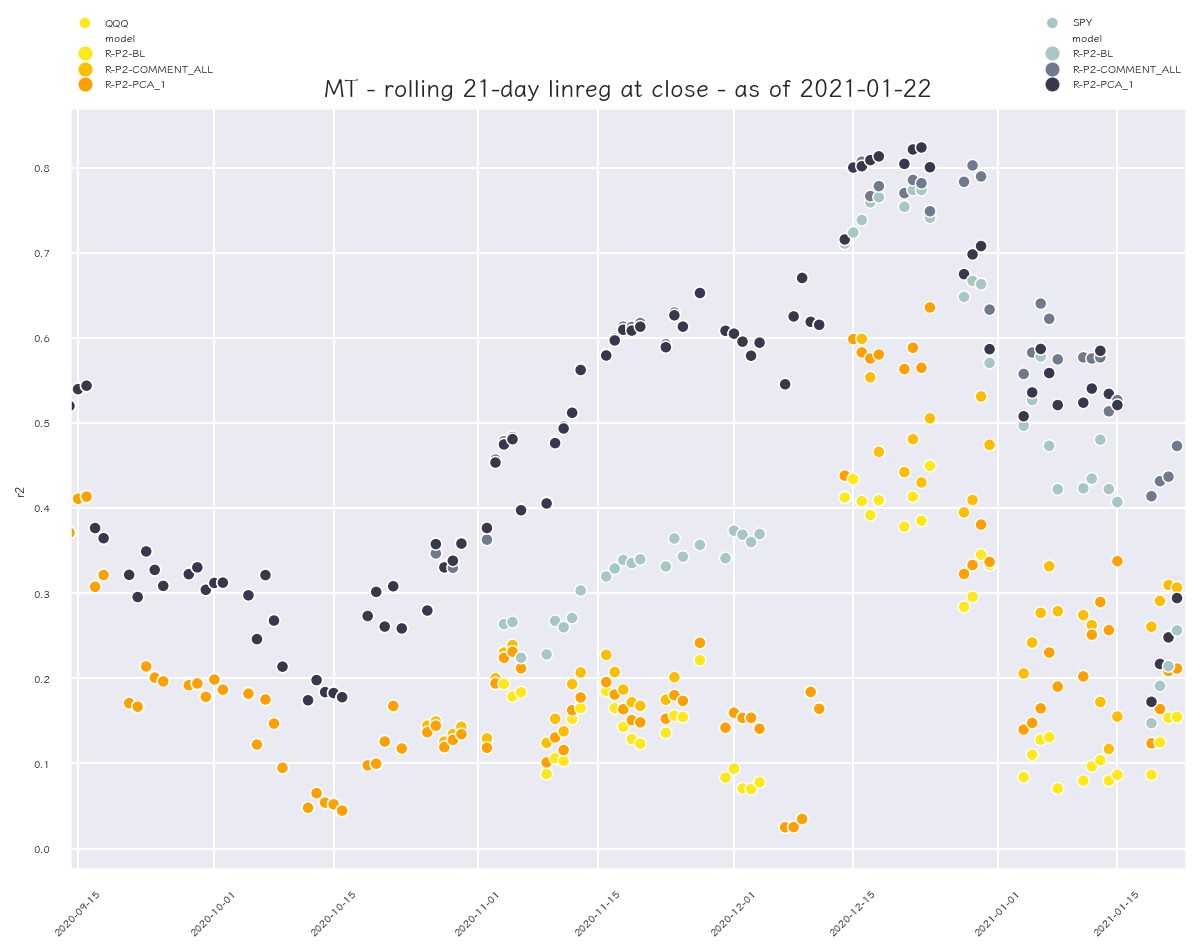 QQQ
model
R-P2-BL
R-P2-COMMENT_ALL
R-P2-PCA_1
SPY
model
R-P2-BL
R-P2-COMMENT_ALL
R-P2-PCA_1
MT - rolling 21-day linreg at close - as of 2021-01-22
0.8
0.7
0.6
0.5
0.4
0.3
0.2
0.1
0.0
r2
2020-09-15
2020-10-01
2020-10-15
2020-11-01
2020-11-15
2020-12-01
2020-12-15
2021-01-01
2021-01-15